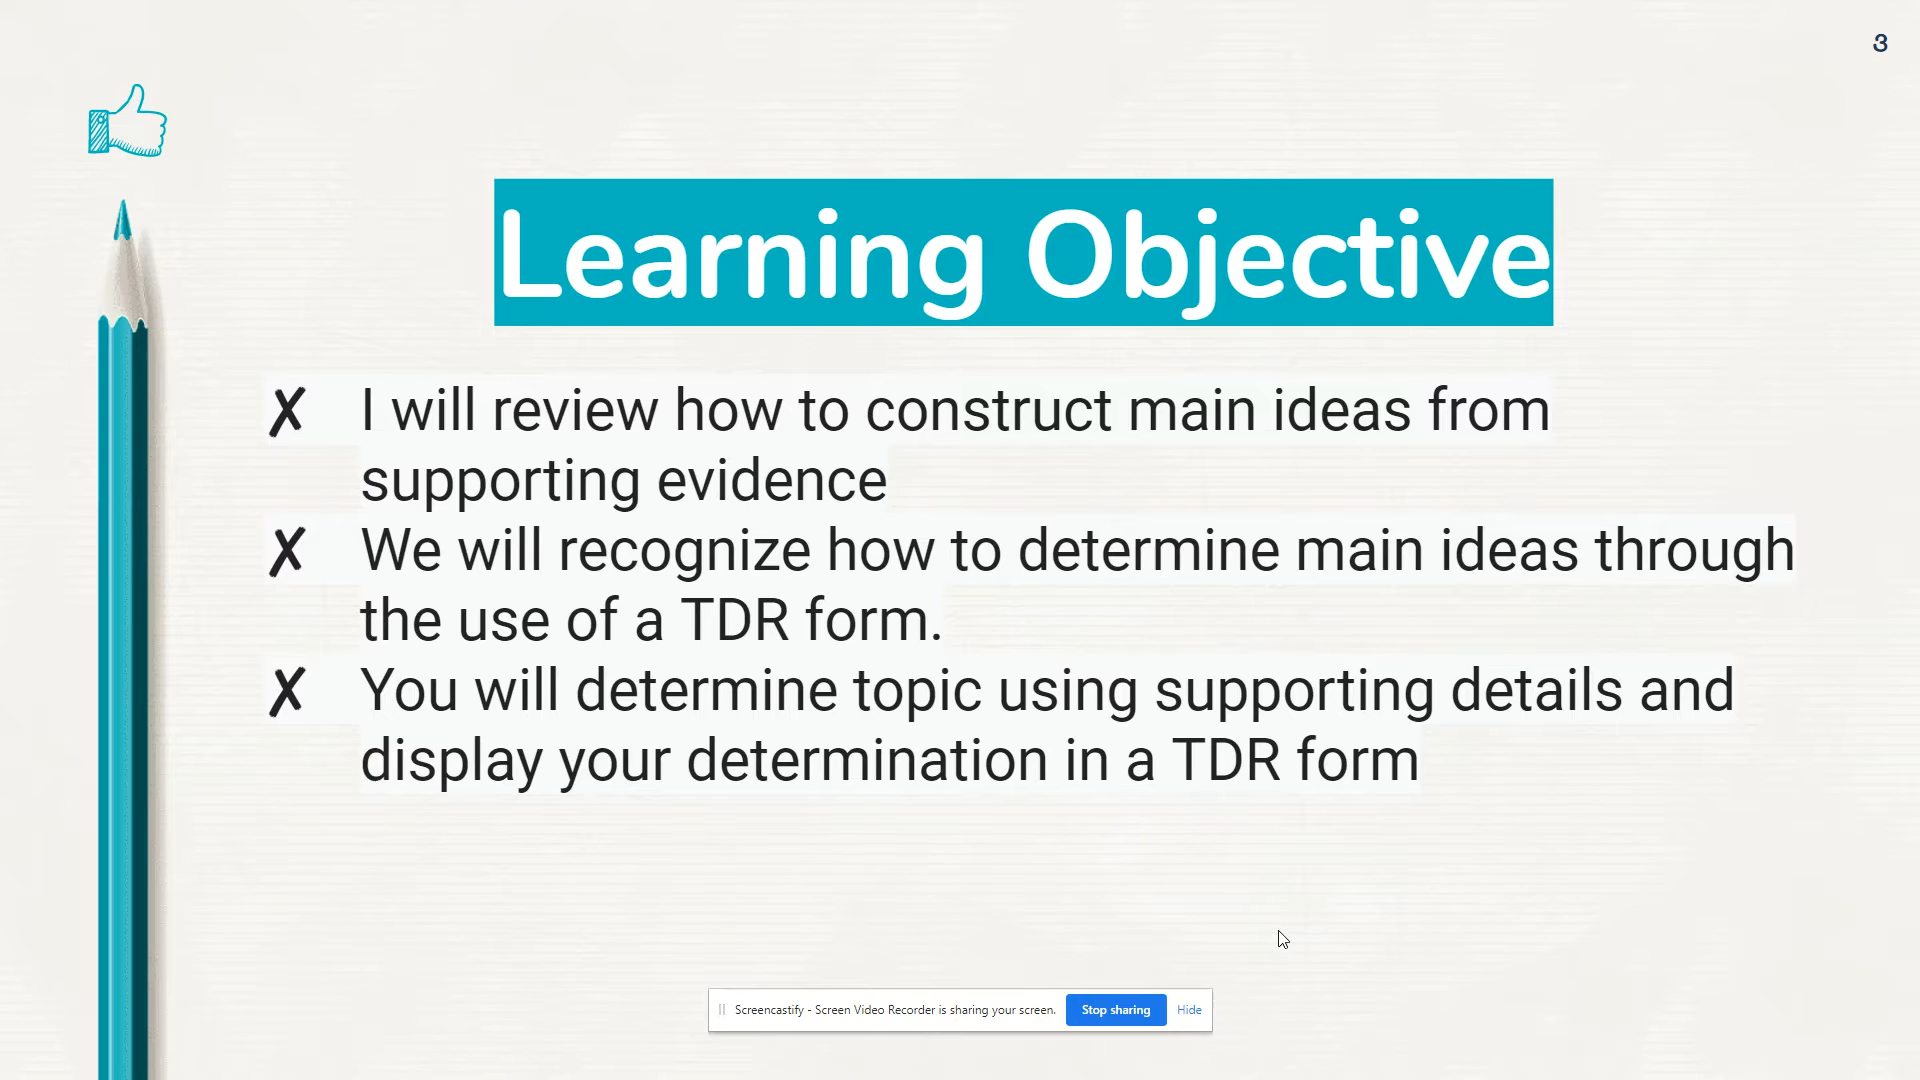 3
Learning Objective
✗ I will review how to construct main ideas from
supporting evidence
✗ We will recognize how to determine main ideas through
the use of a TDR form.
✗ You will determine topic using supporting details and
display your determination in a TDR form
Screencastify - Screen Video Recorder is sharing your screen. Stop sharing Hide